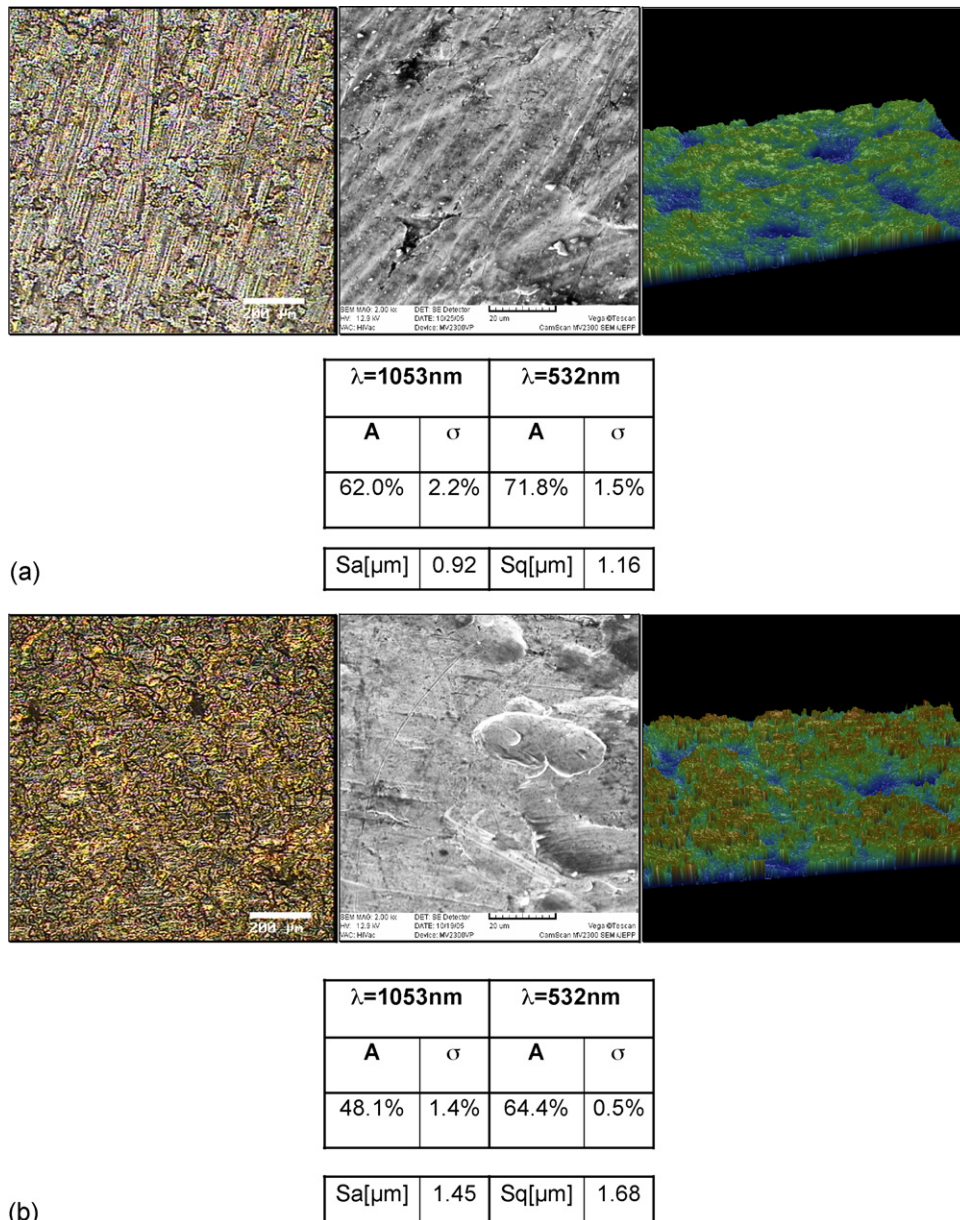 200 µm
SEM MAG: 2.00 kx DET: SE Detector
HV: 12.9 kV DATE: 10/25/05 20 um Vega ©Tescan
VAC: HiVac Device: MV2300VP CamScan MV2300 SEM /JEPP
λ=1053nm λ=532nm
A σ A σ
62.0% 2.2% 71.8% 1.5%
(a) Sa[µm] 0.92 Sq[µm] 1.16
200 µm
SEM MAG: 2.00 kx DET: SE Detector
HV: 12.9 kV DATE: 10/19/05 20 um Vega ©Tescan
VAC: HiVac Device: MV2300VP CamScan MV2300 SEM /JEPP
λ=1053nm λ=532nm
A σ A σ
48.1% 1.4% 64.4% 0.5%
(b) Sa[µm] 1.45 Sq[µm] 1.68